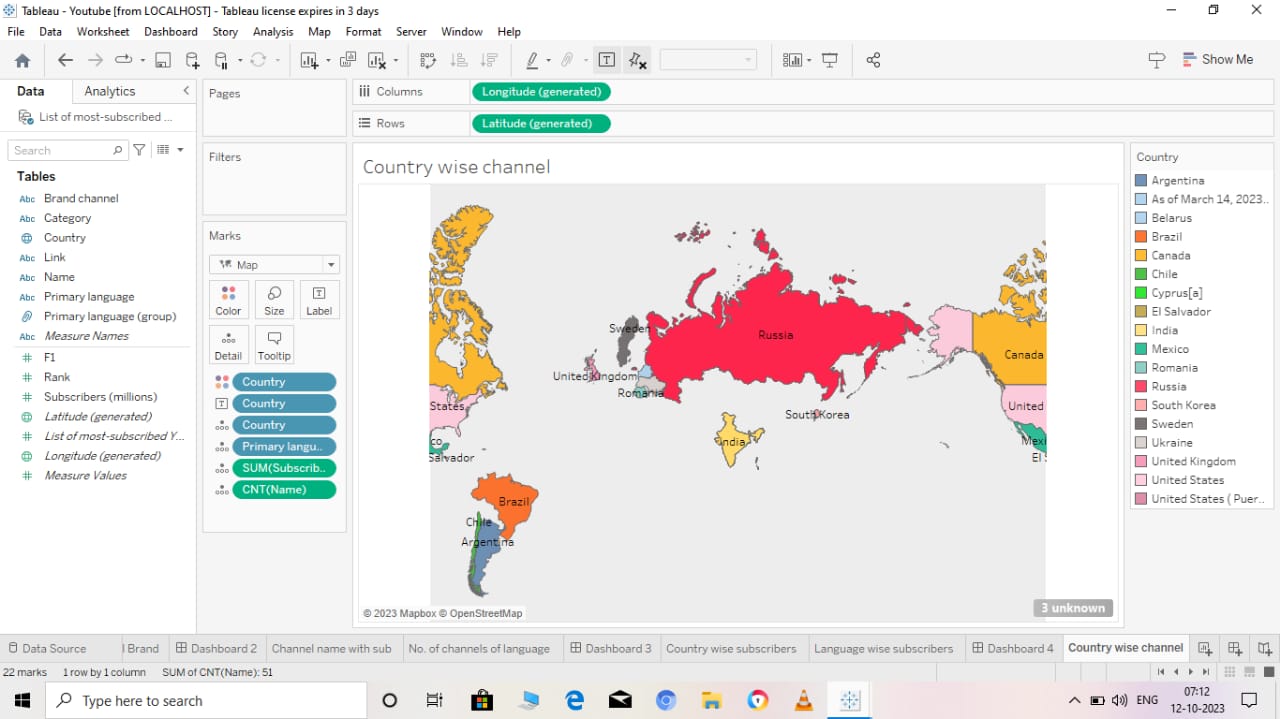 Tableau - Youtube [from LOCALHOST] - Tableau license expires in 3 days
File Data Worksheet Dashboard Story Analysis Map Format Server Window Help
Show Me
Data Analytics
List of most-subscribed ...
Search
Tables
Abc Brand channel
Abc Category
Country
Abc Link
Abc Name
Abc Primary language
Primary language (group)
Abc Measure Names
# F1
# Rank
# Subscribers (millions)
Latitude (generated)
# List of most-subscribed Y...
Longitude (generated)
# Measure Values
Pages
Filters
Marks
Map
Color Size Label
Detail Tooltip
Country
Country
Country
Primary langu..
SUM(Subscrib..
CNT(Name)
Columns Longitude (generated)
Rows Latitude (generated)
Country wise channel
Sweden
Russia
Canada
United Kingdom
Romania
States
United
South Korea
India
co
Mexi
Salvador
El S
Brazil
Chile
Argentina
© 2023 Mapbox © OpenStreetMap
3 unknown
Country
Argentina
As of March 14, 2023..
Belarus
Brazil
Canada
Chile
Cyprus[a]
El Salvador
India
Mexico
Romania
Russia
South Korea
Sweden
Ukraine
United Kingdom
United States
United States ( Puer..
Data Source l Brand Dashboard 2 Channel name with sub No. of channels of language Dashboard 3 Country wise subscribers Language wise subscribers Dashboard 4 Country wise channel
22 marks 1 row by 1 column SUM of CNT(Name): 51
Type here to search
ENG
07:12
12-10-2023